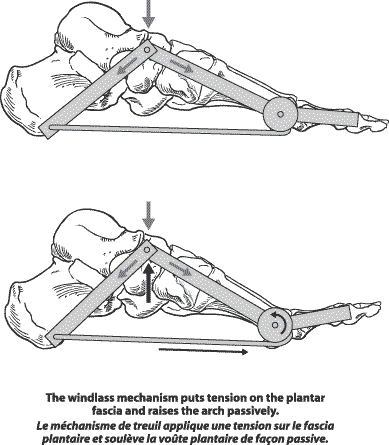 The windlass mechanism puts tension on the plantar
fascia and raises the arch passively.
Le méchanisme de treuil applique une tension sur le fascia
plantaire et soulève la voûte plantaire de façon passive.